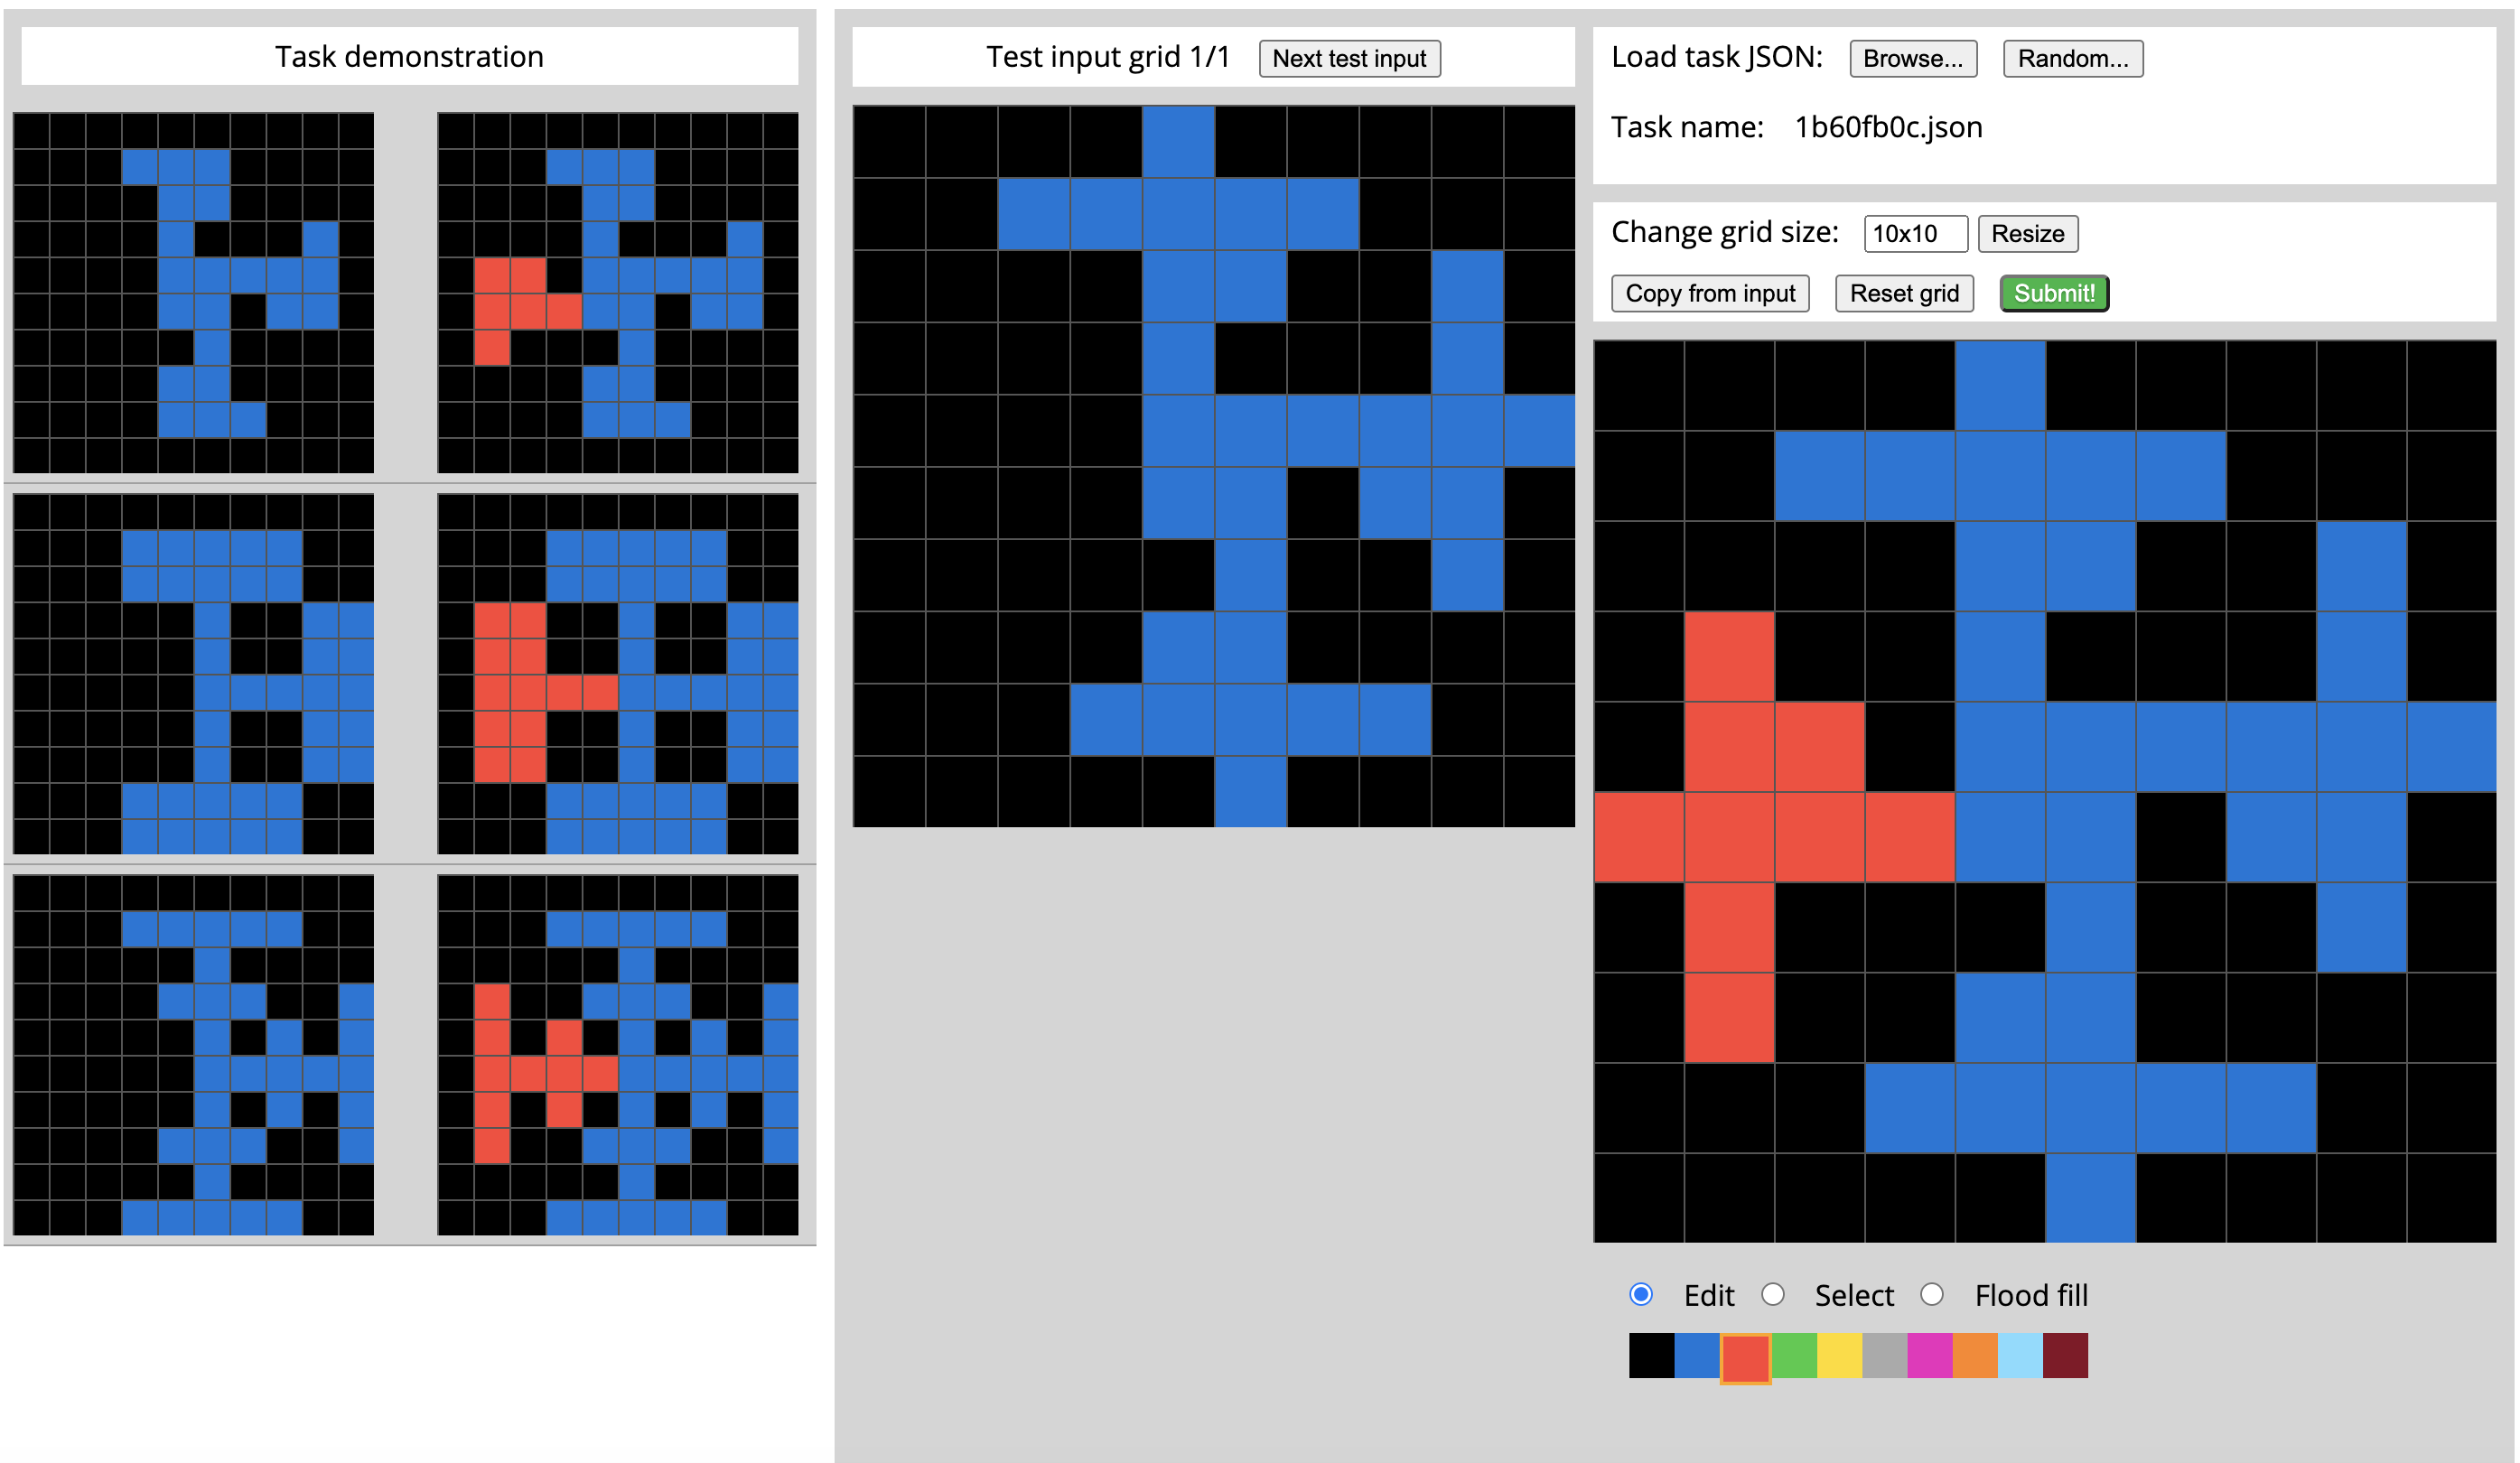 Task demonstration
Test input grid 1/1 Next test input
Load task JSON: Browse... Random...
Task name: 1b60fb0c.json
Change grid size: 10x10 Resize
Copy from input Reset grid Submit!
Edit Select Flood fill